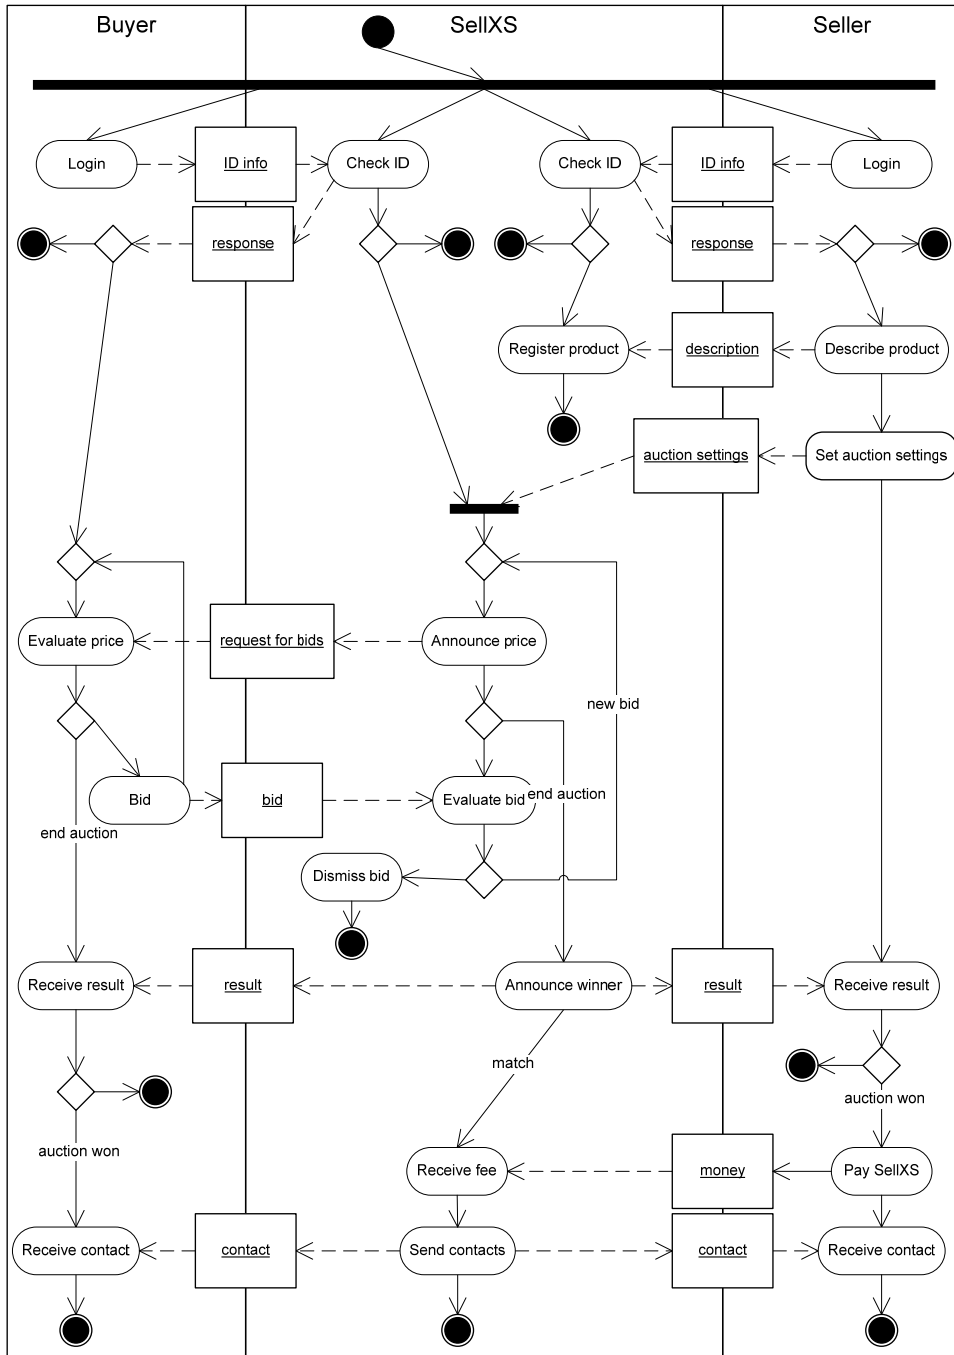 Buyer
SellXS
Seller
Login
ID info
Check ID
Check ID
ID info
Login
response
response
Register product
description
Describe product
auction settings
Set auction settings
Evaluate price
request for bids
Announce price
new bid
Bid
bid
Evaluate bid
end auction
end auction
Dismiss bid
Receive result
result
Announce winner
result
Receive result
match
auction won
auction won
Receive fee
money
Pay SellXS
Receive contact
contact
Send contacts
contact
Receive contact